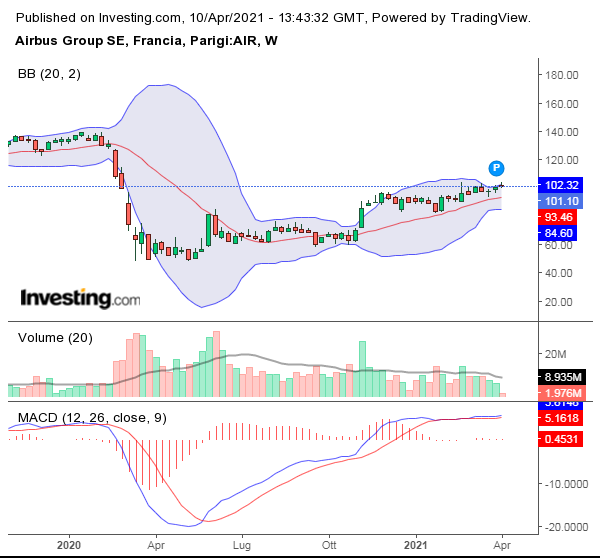 Published on Investing.com, 10/Apr/2021 - 13:43:32 GMT, Powered by TradingView.
Airbus Group SE, Francia, Parigi:AIR, W
BB (20, 2)
180.00
160.00
140.00
120.00
P
102.32
101.10
93.46
84.60
60.00
40.00
20.00
Investing.com
Volume (20)
20M
8.935M
1.976M
MACD (12, 26, close, 9)
5.6148
5.1618
0.4531
-10.0000
-20.0000
2020 Apr Lug Ott 2021 Apr